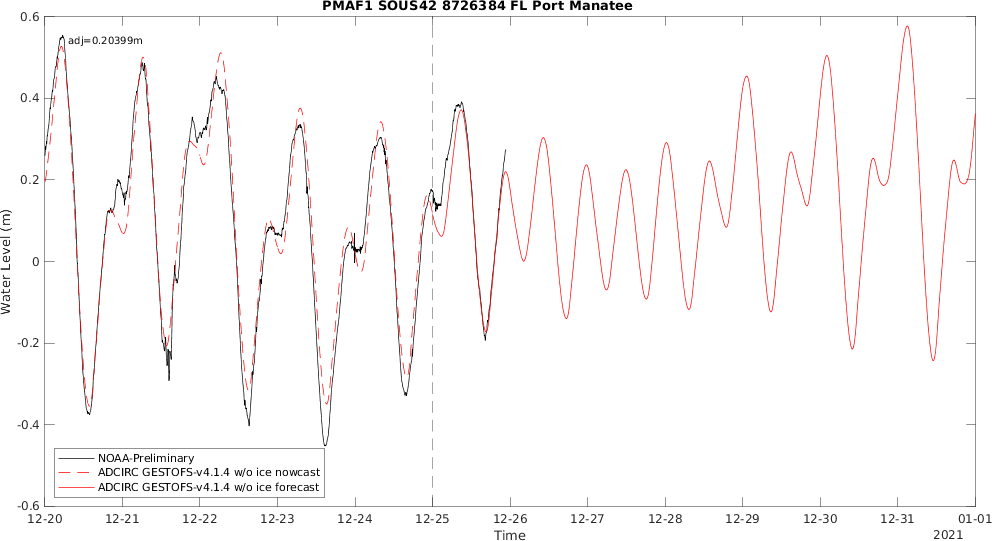 PMAF1 SOUS42 8726384 FL Port Manatee
adj=0.20399m
0.6
0.4
0.2
0
-0.2
-0.4
-0.6
Water Level (m)
NOAA-Preliminary
ADCIRC GESTOFS-v4.1.4 w/o ice nowcast
ADCIRC GESTOFS-v4.1.4 w/o ice forecast
12-20 12-21 12-22 12-23 12-24 12-25 12-26 12-27 12-28 12-29 12-30 12-31 01-01
Time
2021